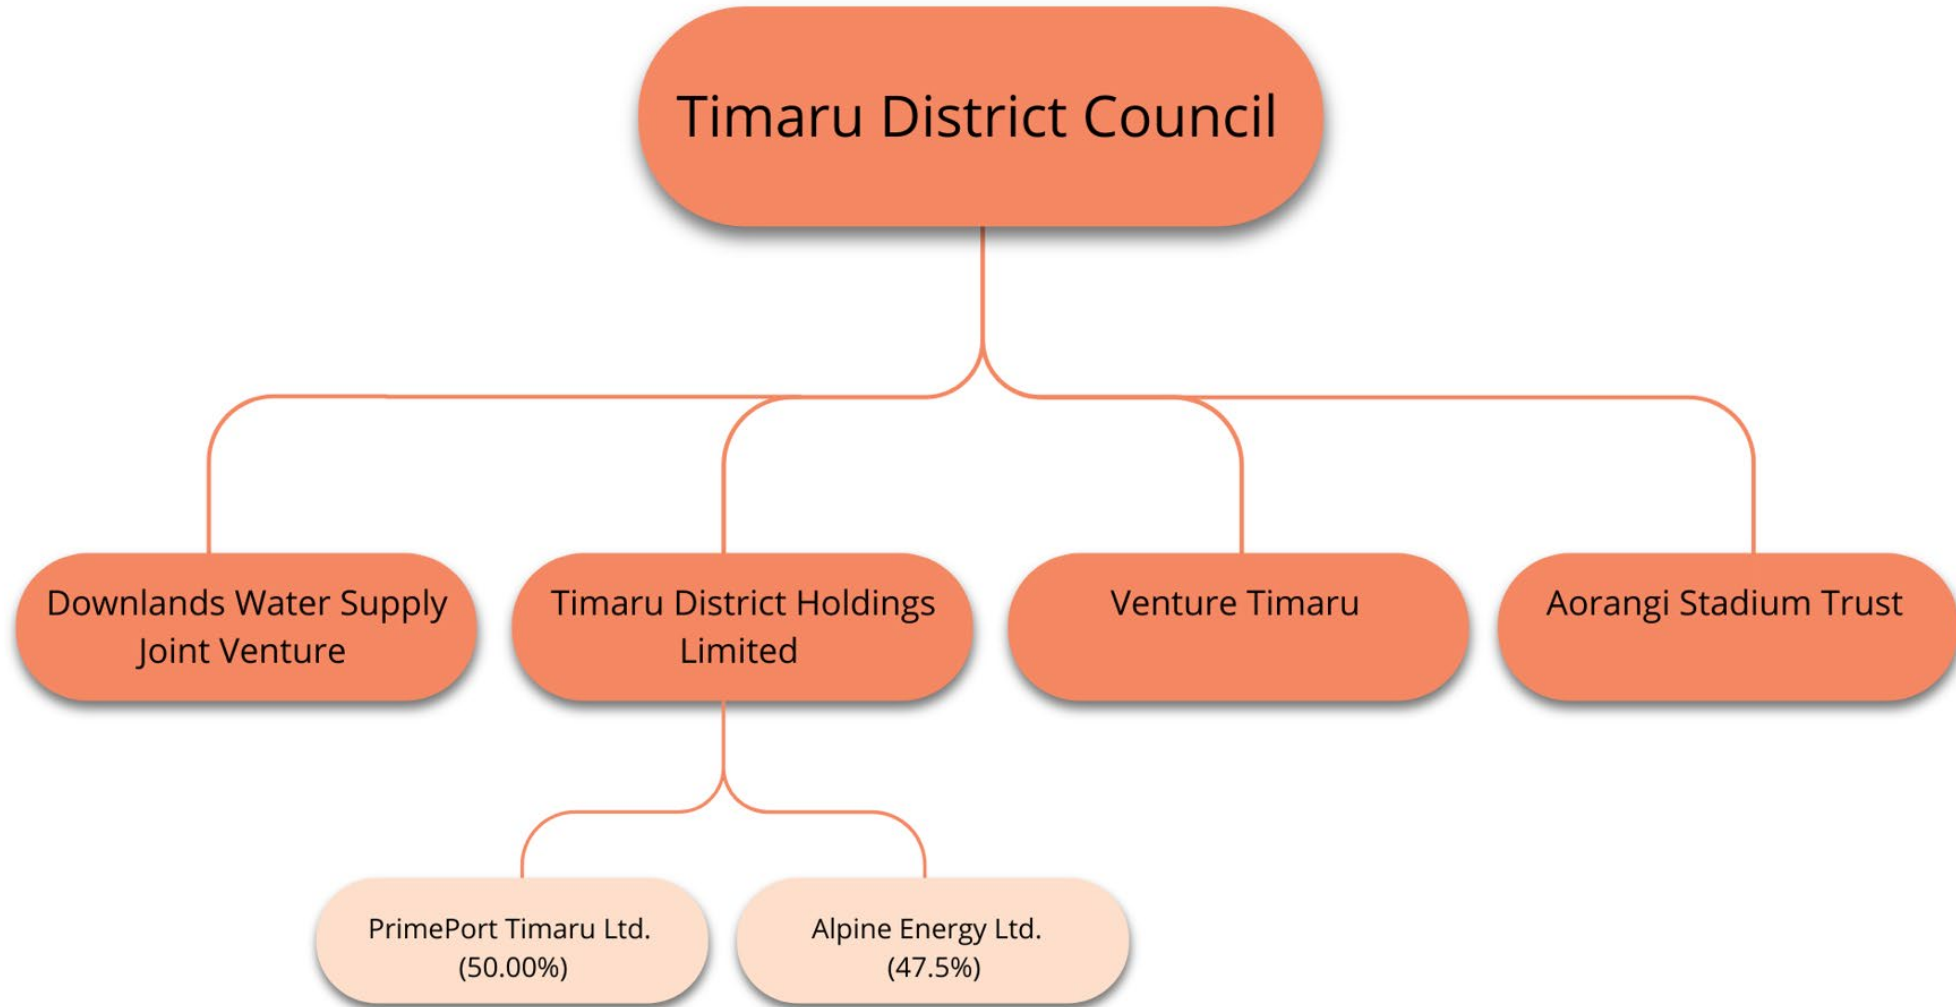 Timaru District Council
Downlands Water Supply
Joint Venture
Timaru District Holdings
Limited
Venture Timaru
Aorangi Stadium Trust
PrimePort Timaru Ltd.
(50.00%)
Alpine Energy Ltd.
(47.5%)